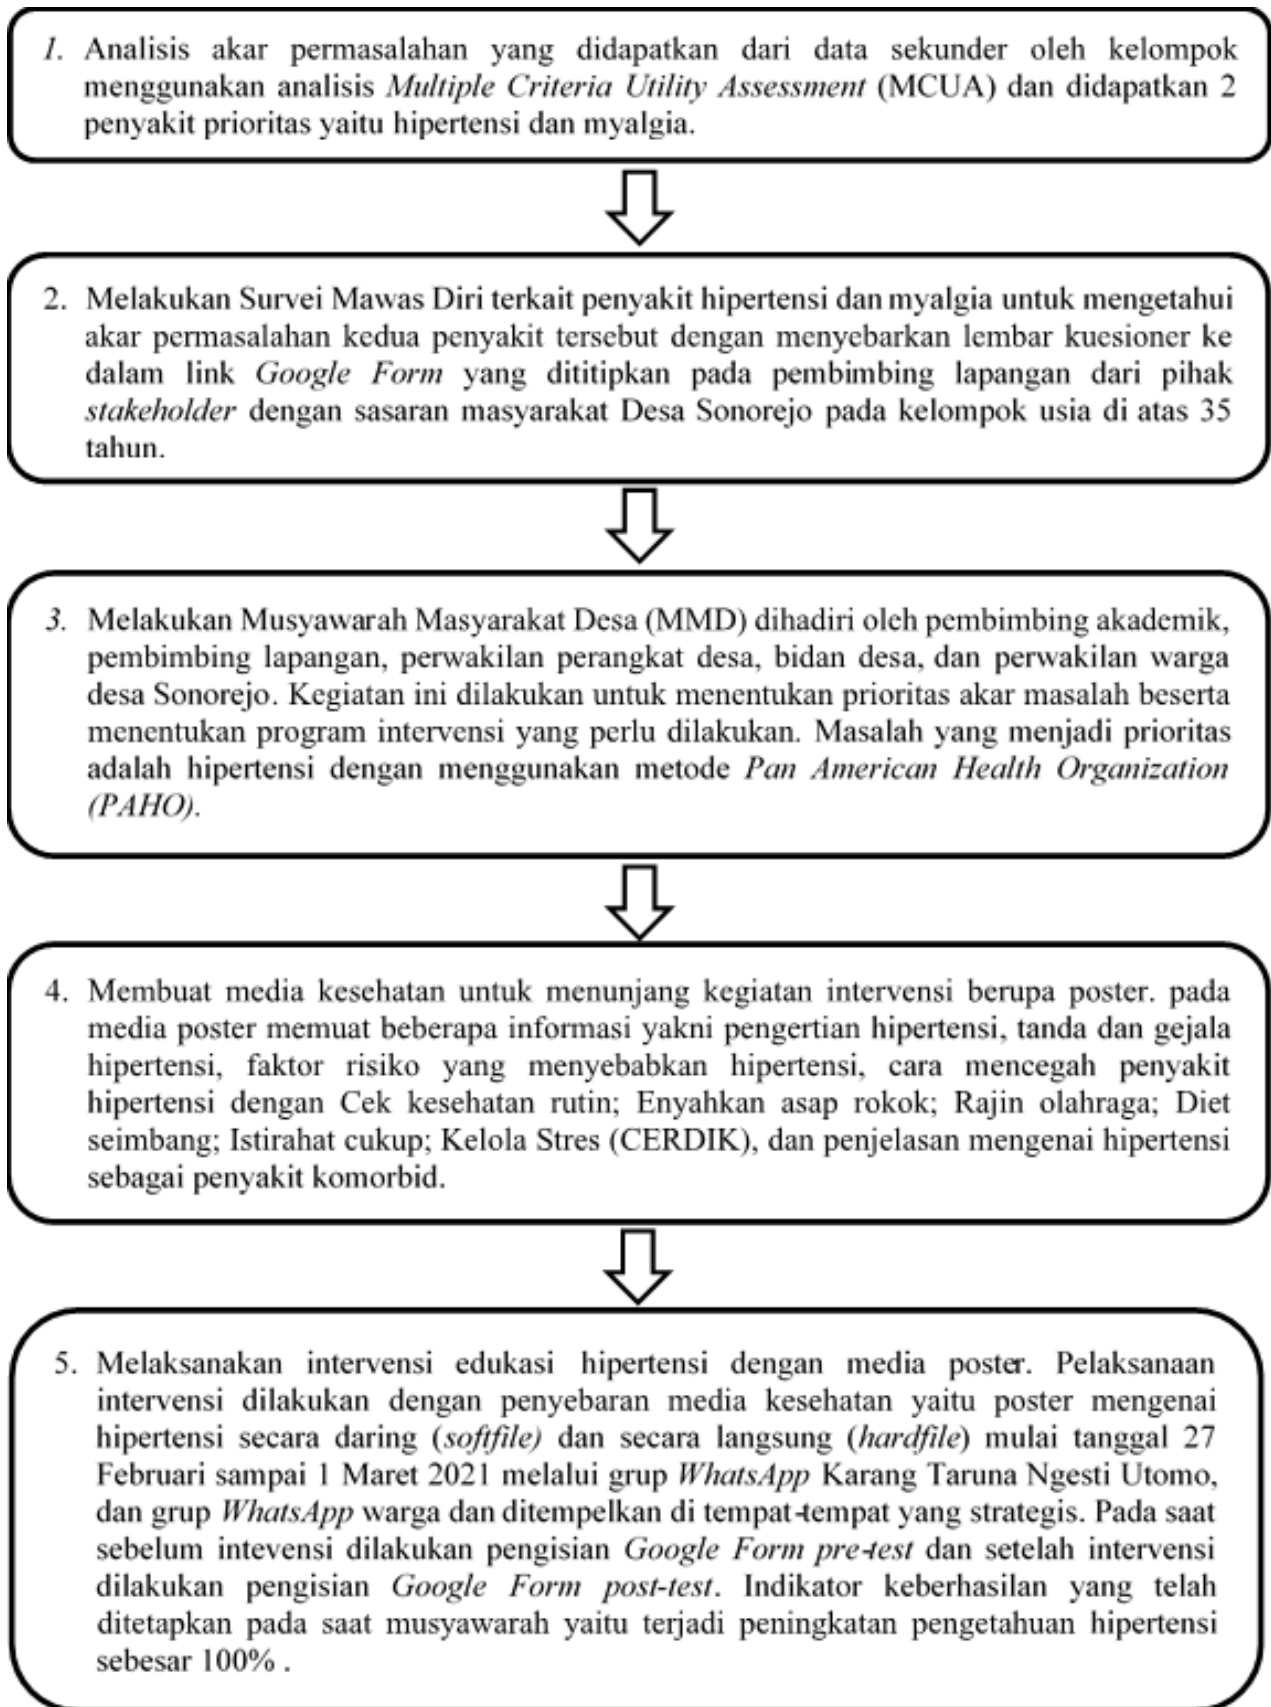 1. Analisis akar permasalahan yang didapatkan dari data sekunder oleh kelompok
menggunakan analisis Multiple Criteria Utility Assessment (MCUA) dan didapatkan 2
penyakit prioritas yaitu hipertensi dan myalgia.
2. Melakukan Survei Mawas Diri terkait penyakit hipertensi dan myalgia untuk mengetahui
akar permasalahan kedua penyakit tersebut dengan menyebarkan lembar kuesioner ke
dalam link Google Form yang dititipkan pada pembimbing lapangan dari pihak
stakeholder dengan sasaran masyarakat Desa Sonorejo pada kelompok usia di atas 35
tahun.
3. Melakukan Musyawarah Masyarakat Desa (MMD) dihadiri oleh pembimbing akademik,
pembimbing lapangan, perwakilan perangkat desa, bidan desa, dan perwakilan warga
desa Sonorejo. Kegiatan ini dilakukan untuk menentukan prioritas akar masalah beserta
menentukan program intervensi yang perlu dilakukan. Masalah yang menjadi prioritas
adalah hipertensi dengan menggunakan metode Pan American Health Organization
(PAHO).
4. Membuat media kesehatan untuk menunjang kegiatan intervensi berupa poster. pada
media poster memuat beberapa informasi yakni pengertian hipertensi, tanda dan gejala
hipertensi, faktor risiko yang menyebabkan hipertensi, cara mencegah penyakit
hipertensi dengan Cek kesehatan rutin; Enyahkan asap rokok; Rajin olahraga; Diet
seimbang; Istirahat cukup; Kelola Stres (CERDIK), dan penjelasan mengenai hipertensi
sebagai penyakit komorbid.
5. Melaksanakan intervensi edukasi hipertensi dengan media poster. Pelaksanaan
intervensi dilakukan dengan penyebaran media kesehatan yaitu poster mengenai
hipertensi secara daring (softfile) dan secara langsung (hardfile) mulai tanggal 27
Februari sampai 1 Maret 2021 melalui grup WhatsApp Karang Taruna Ngesti Utomo,
dan grup WhatsApp warga dan ditempelkan di tempat-tempat yang strategis. Pada saat
sebelum intevensi dilakukan pengisian Google Form pre-test dan setelah intervensi
dilakukan pengisian Google Form post-test. Indikator keberhasilan yang telah
ditetapkan pada saat musyawarah yaitu terjadi peningkatan pengetahuan hipertensi
sebesar 100% .